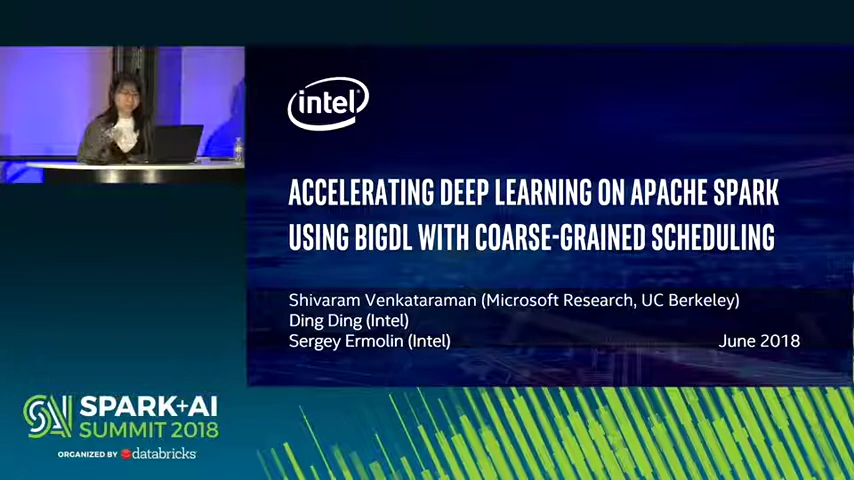 intel
ACCELERATING DEEP LEARNING ON APACHE SPARK
USING BIGDL WITH COARSE-GRAINED SCHEDULING
Shivaram Venkataraman (Microsoft Research, UC Berkeley)
Ding Ding (Intel)
Sergey Ermolin (Intel)
June 2018
SPARK+AI
SUMMIT 2018
ORGANIZED BY databricks